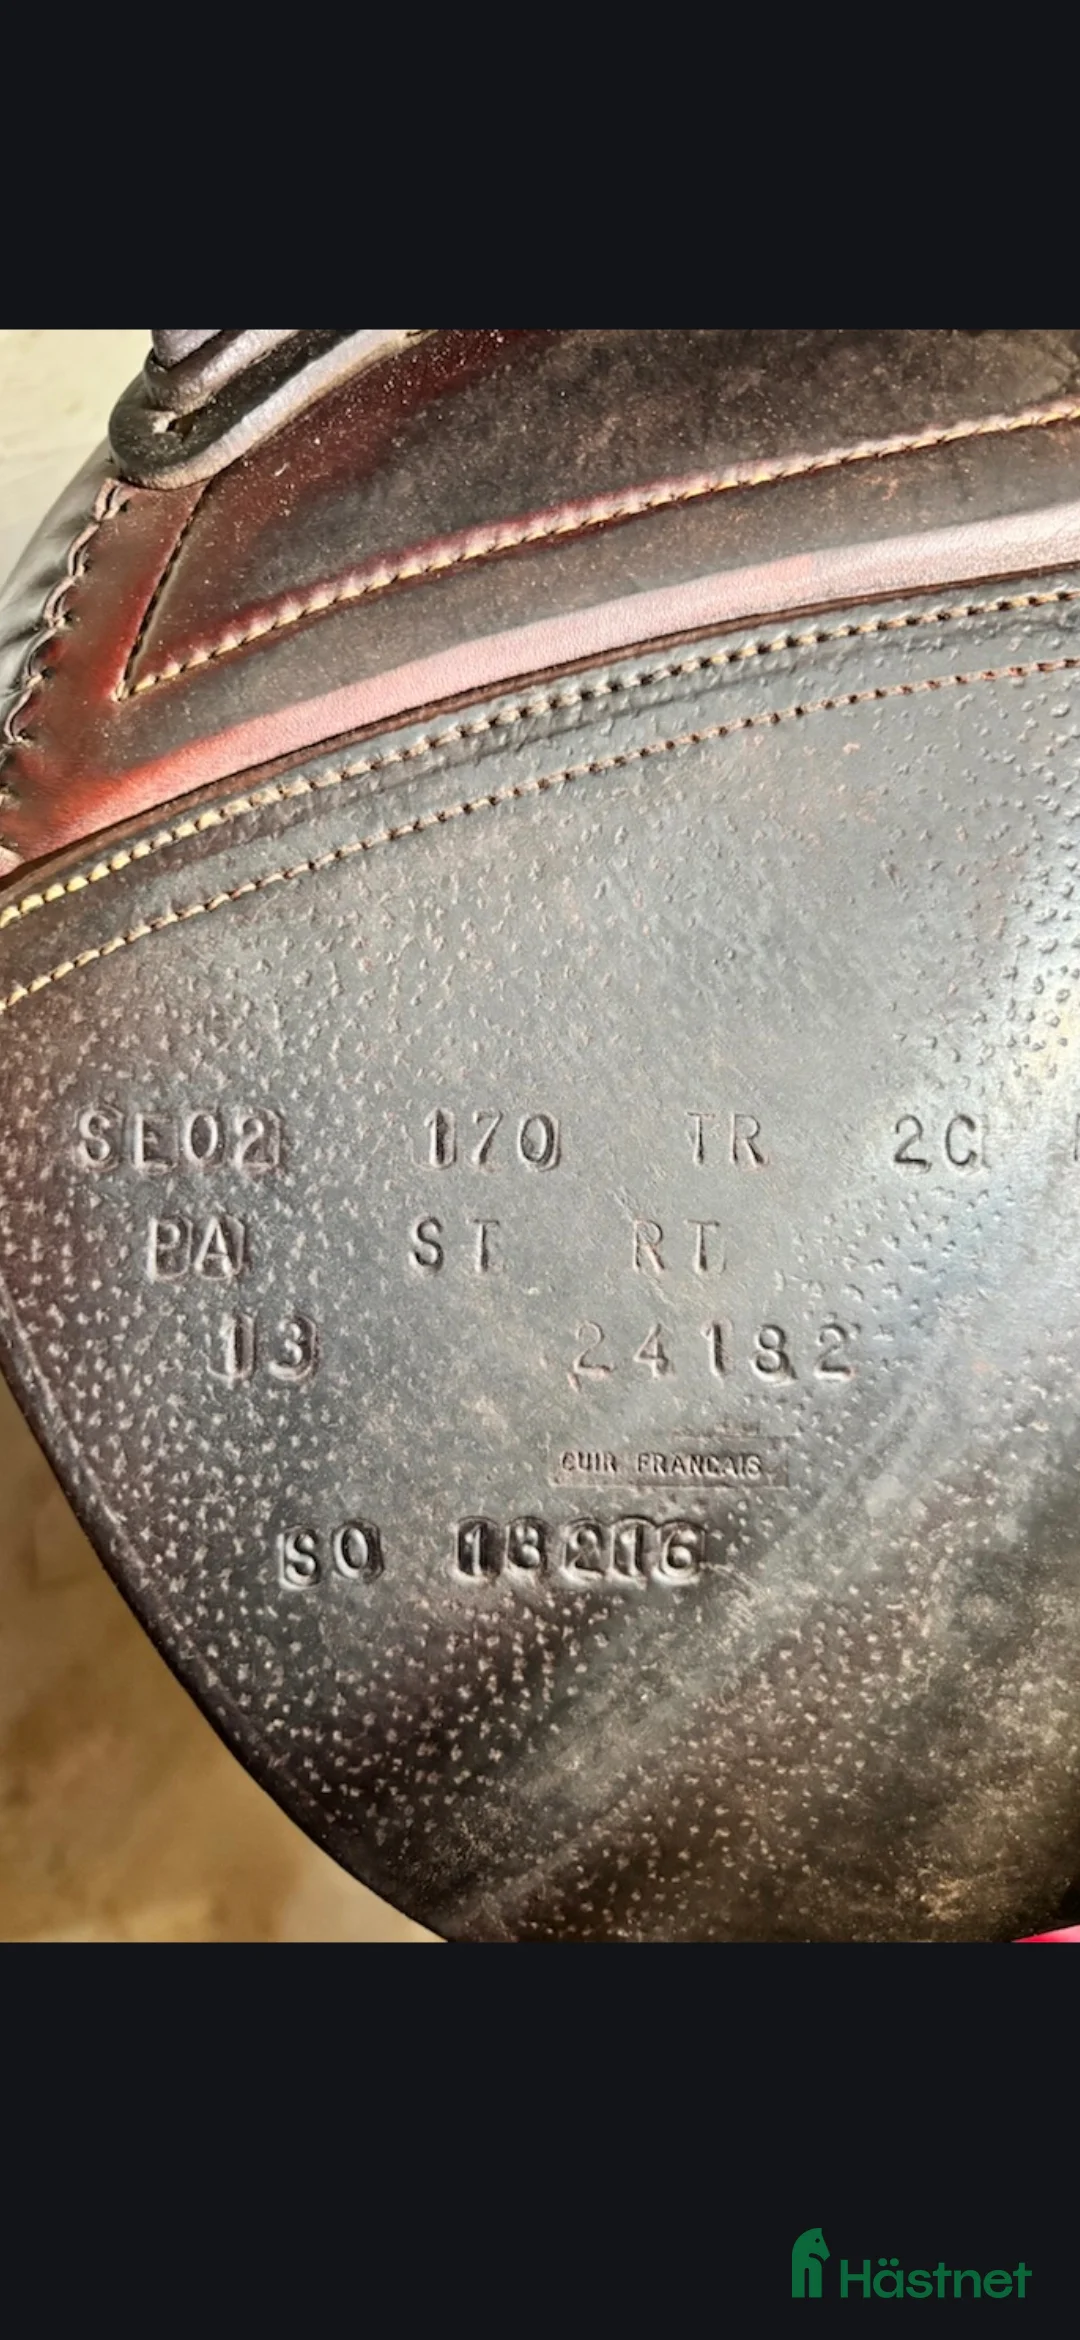 SE02 170 TR 2C
PA ST RT
13 24182
CUIR FRANCAIS
SO 13216
Hästnet